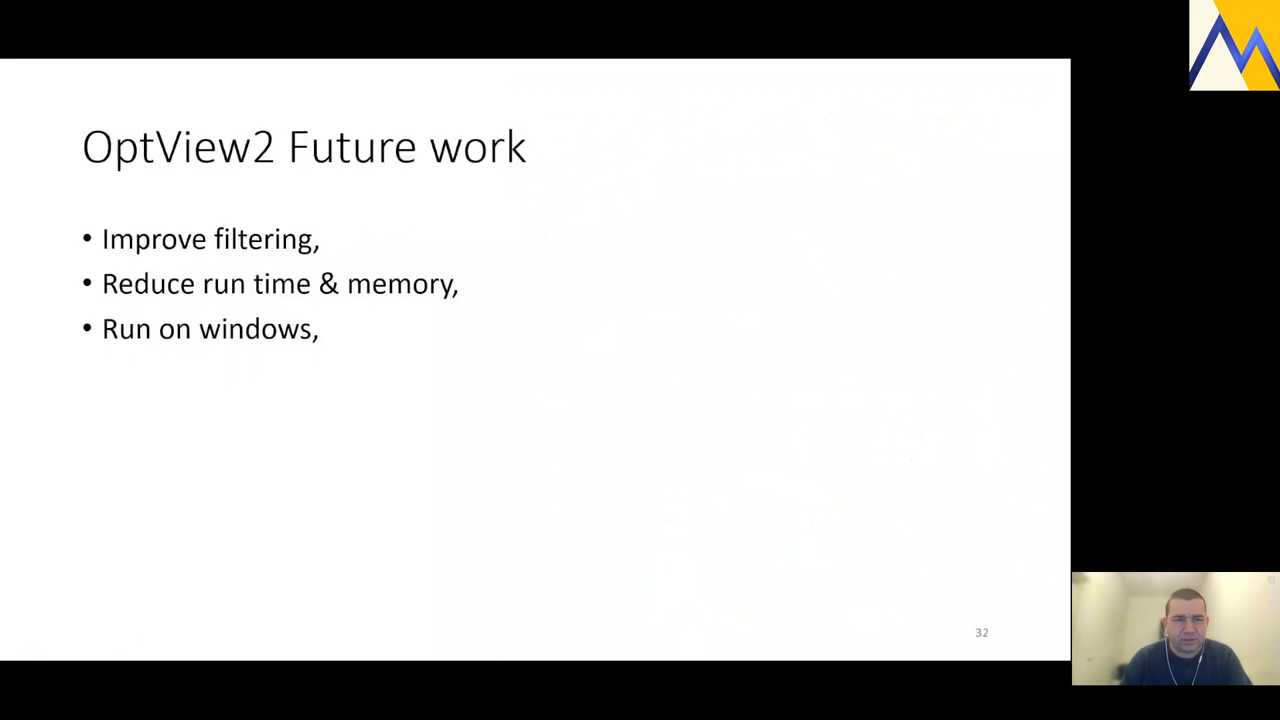 OptView2 Future work
• Improve filtering,
• Reduce run time & memory,
• Run on windows,
32